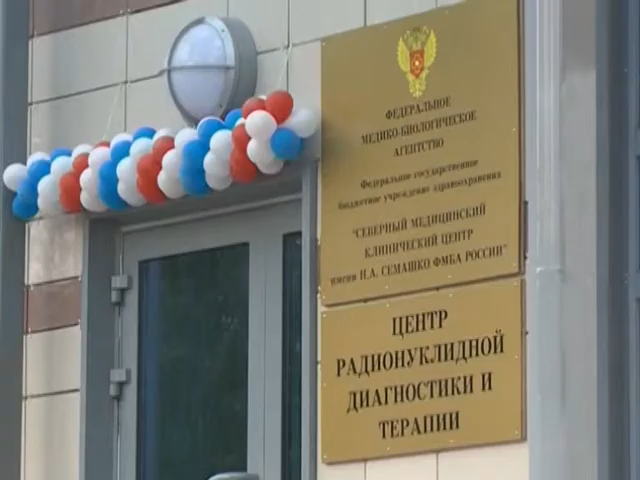 ФЕДЕРАЛЬНОЕ
МЕДИКО-БИОЛОГИЧЕСКОЕ
АГЕНТСТВО
Федеральное государственное
бюджетное учреждение здравоохранения
"СЕВЕРНЫЙ МЕДИЦИНСКИЙ
КЛИНИЧЕСКИЙ ЦЕНТР
имени Н.А. СЕМАШКО ФМБА РОССИИ"
ЦЕНТР
РАДИОНУКЛИДНОЙ
ДИАГНОСТИКИ И
ТЕРАПИИ